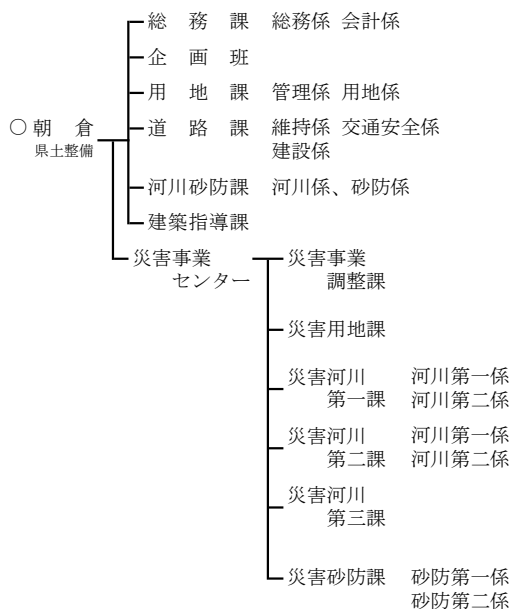 総務課 総務係 会計係
企画班
用地課 管理係 用地係
○朝倉 道路課 維持係 交通安全係
県土整備 建設係
河川砂防課 河川係、砂防係
建築指導課
災害事業 災害事業
センター 調整課
災害用地課
災害河川 河川第一係
第一課 河川第二係
災害河川 河川第一係
第二課 河川第二係
災害河川
第三課
災害砂防課 砂防第一係
砂防第二係